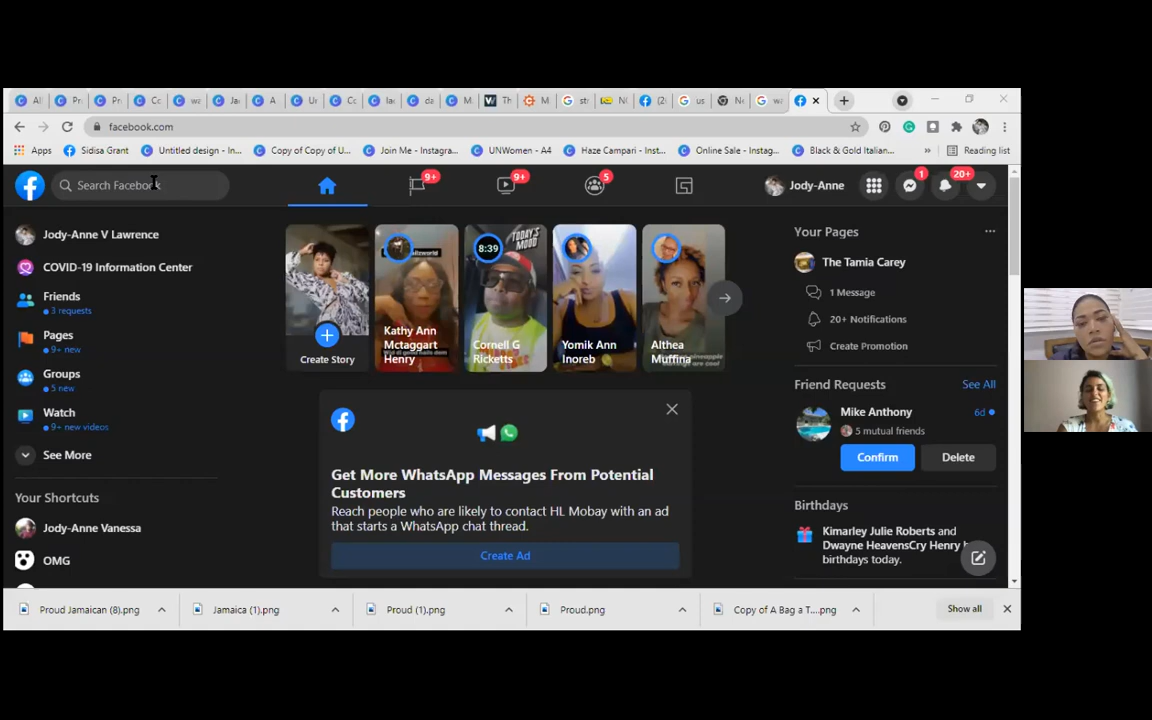 facebook.com
Apps
Sidisa Grant
Untitled design - In...
Copy of Copy of U...
Join Me - Instagra...
UNWomen - A4
Haze Campari - Inst...
Online Sale - Instag...
Black & Gold Italian...
»
Reading list
Search Facebook
9+
9+
5
Jody-Anne
1
20+
Jody-Anne V Lawrence
COVID-19 Information Center
Friends
3 requests
Pages
9+ new
Groups
5 new
Watch
9+ new videos
See More
Your Shortcuts
Jody-Anne Vanessa
OMG
Create Story
Kathy Ann
Mctaggart
Henry
8:39
TODAY'S
MOOD
Cornell G
Ricketts
Yomik Ann
Inoreb
Althea
Muffina
Get More WhatsApp Messages From Potential
Customers
Reach people who are likely to contact HL Mobay with an ad
that starts a WhatsApp chat thread.
Create Ad
Your Pages
The Tamia Carey
1 Message
20+ Notifications
Create Promotion
Friend Requests
See All
Mike Anthony
6d
5 mutual friends
Confirm
Delete
Birthdays
Kimarley Julie Roberts and
Dwayne HeavensCry Henry
birthdays today.
Proud Jamaican (8).png
Jamaica (1).png
Proud (1).png
Proud.png
Copy of A Bag a T....png
Show all